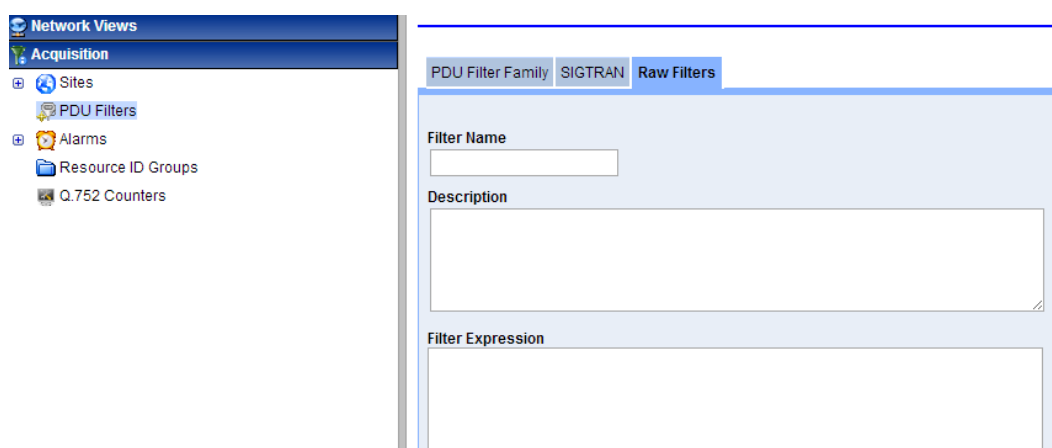 Network Views
Acquisition
Sites
PDU Filters
Alarms
Resource ID Groups
Q.752 Counters
PDU Filter Family SIGTRAN Raw Filters
Filter Name
Description
Filter Expression